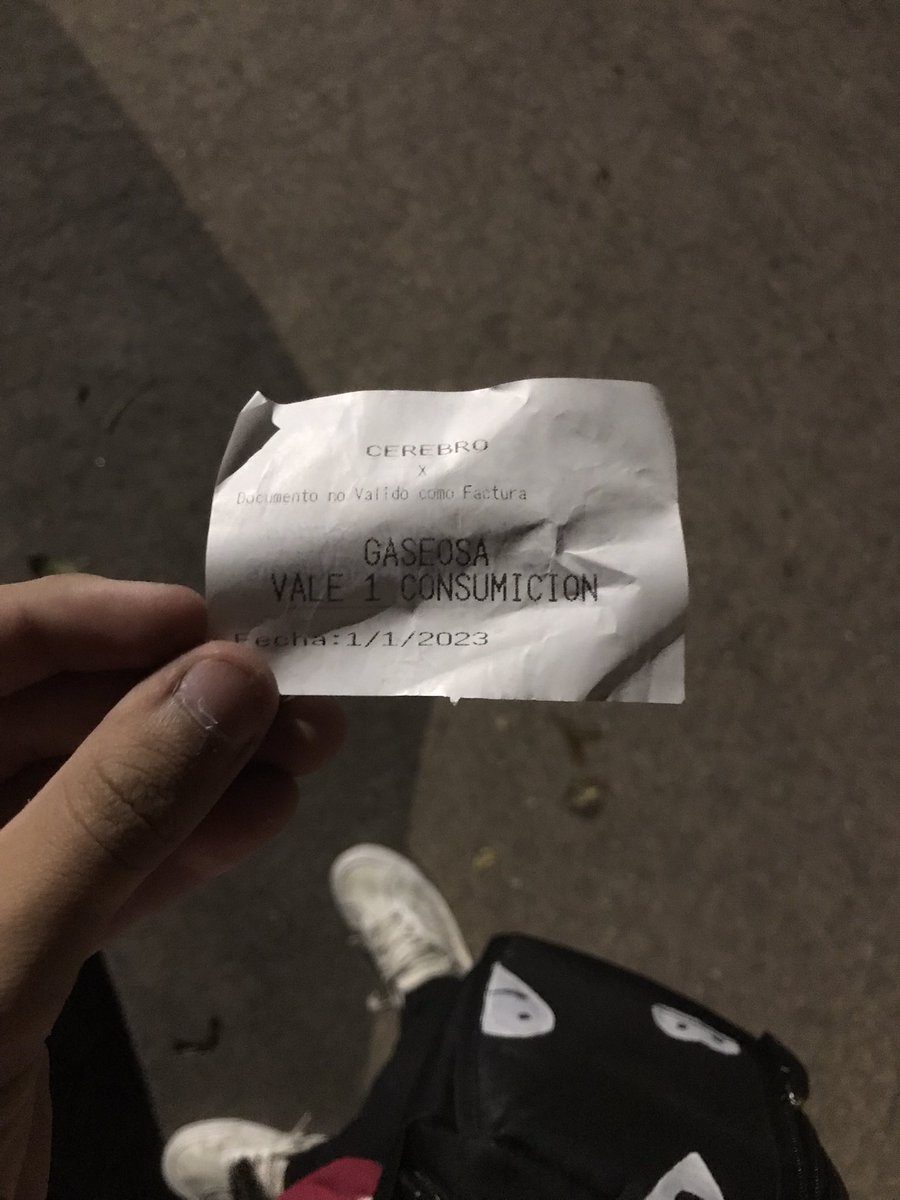 CEREBRO
X
Documento no Valido como Factura
GASEOSA
VALE 1 CONSUMICION
Fecha:1/1/2023